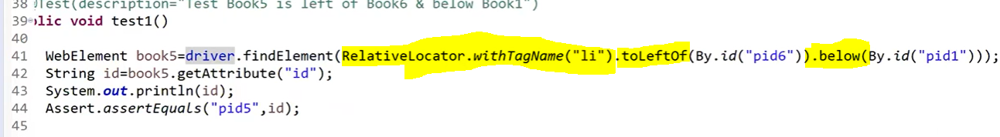 38 @Test(description="Test Book5 is left of Book6 & below Book1")
39 blic void test1()
40
41 WebElement book5=driver.findElement(RelativeLocator.withTagName("li").toLeftOf(By.id("pid6")).below(By.id("pid1")));
42 String id=book5.getAttribute("id");
43 System.out.println(id);
44 Assert.assertEquals("pid5",id);
45